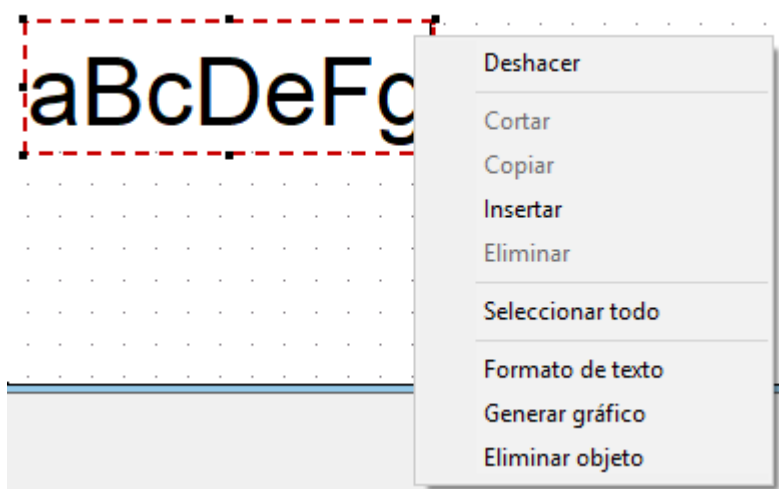 aBcDeFg
Deshacer
Cortar
Copiar
Insertar
Eliminar
Seleccionar todo
Formato de texto
Generar gráfico
Eliminar objeto